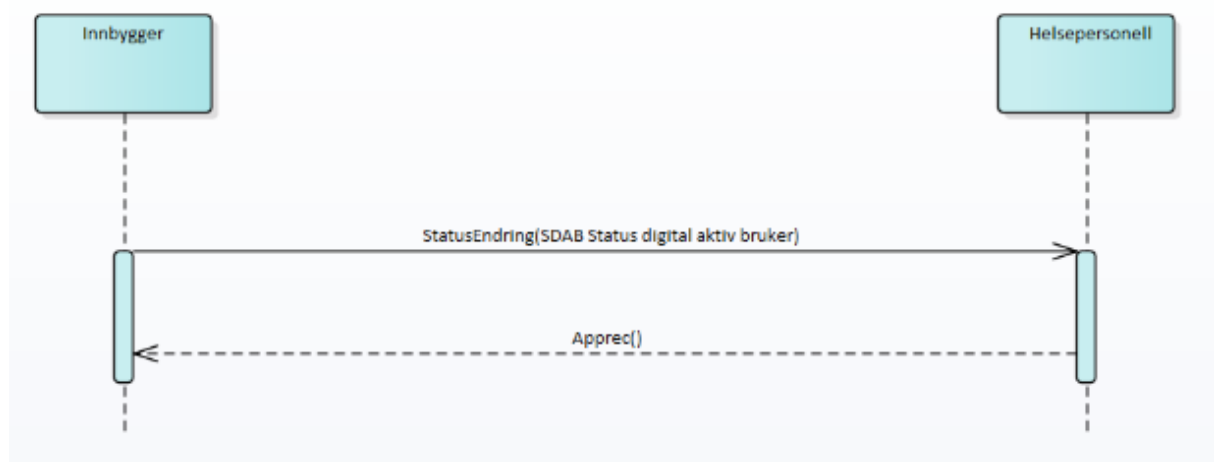 Innbygger
Helsepersonell
StatusEndring(SDAB Status digital aktiv bruker)
Apprec()